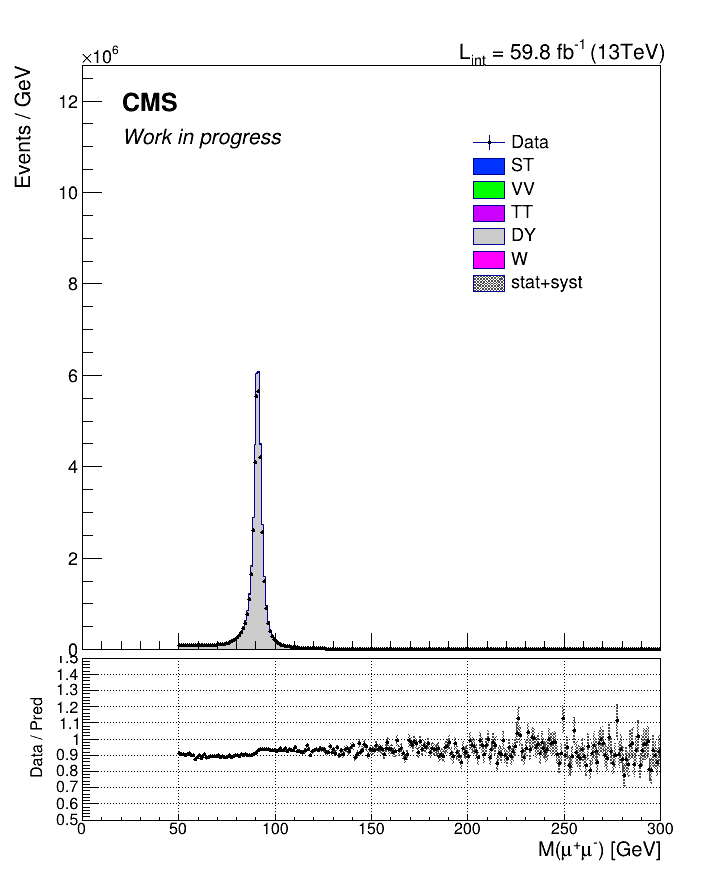 ×10⁶
L_int = 59.8 fb⁻¹ (13TeV)
Events / GeV
CMS
Work in progress
Data
ST
VV
TT
DY
W
stat+syst
12
10
8
6
4
2
0
Data / Pred
1.5
1.4
1.3
1.2
1.1
1
0.9
0.8
0.7
0.6
0.5
0 50 100 150 200 250 300
M(μ⁺μ⁻) [GeV]